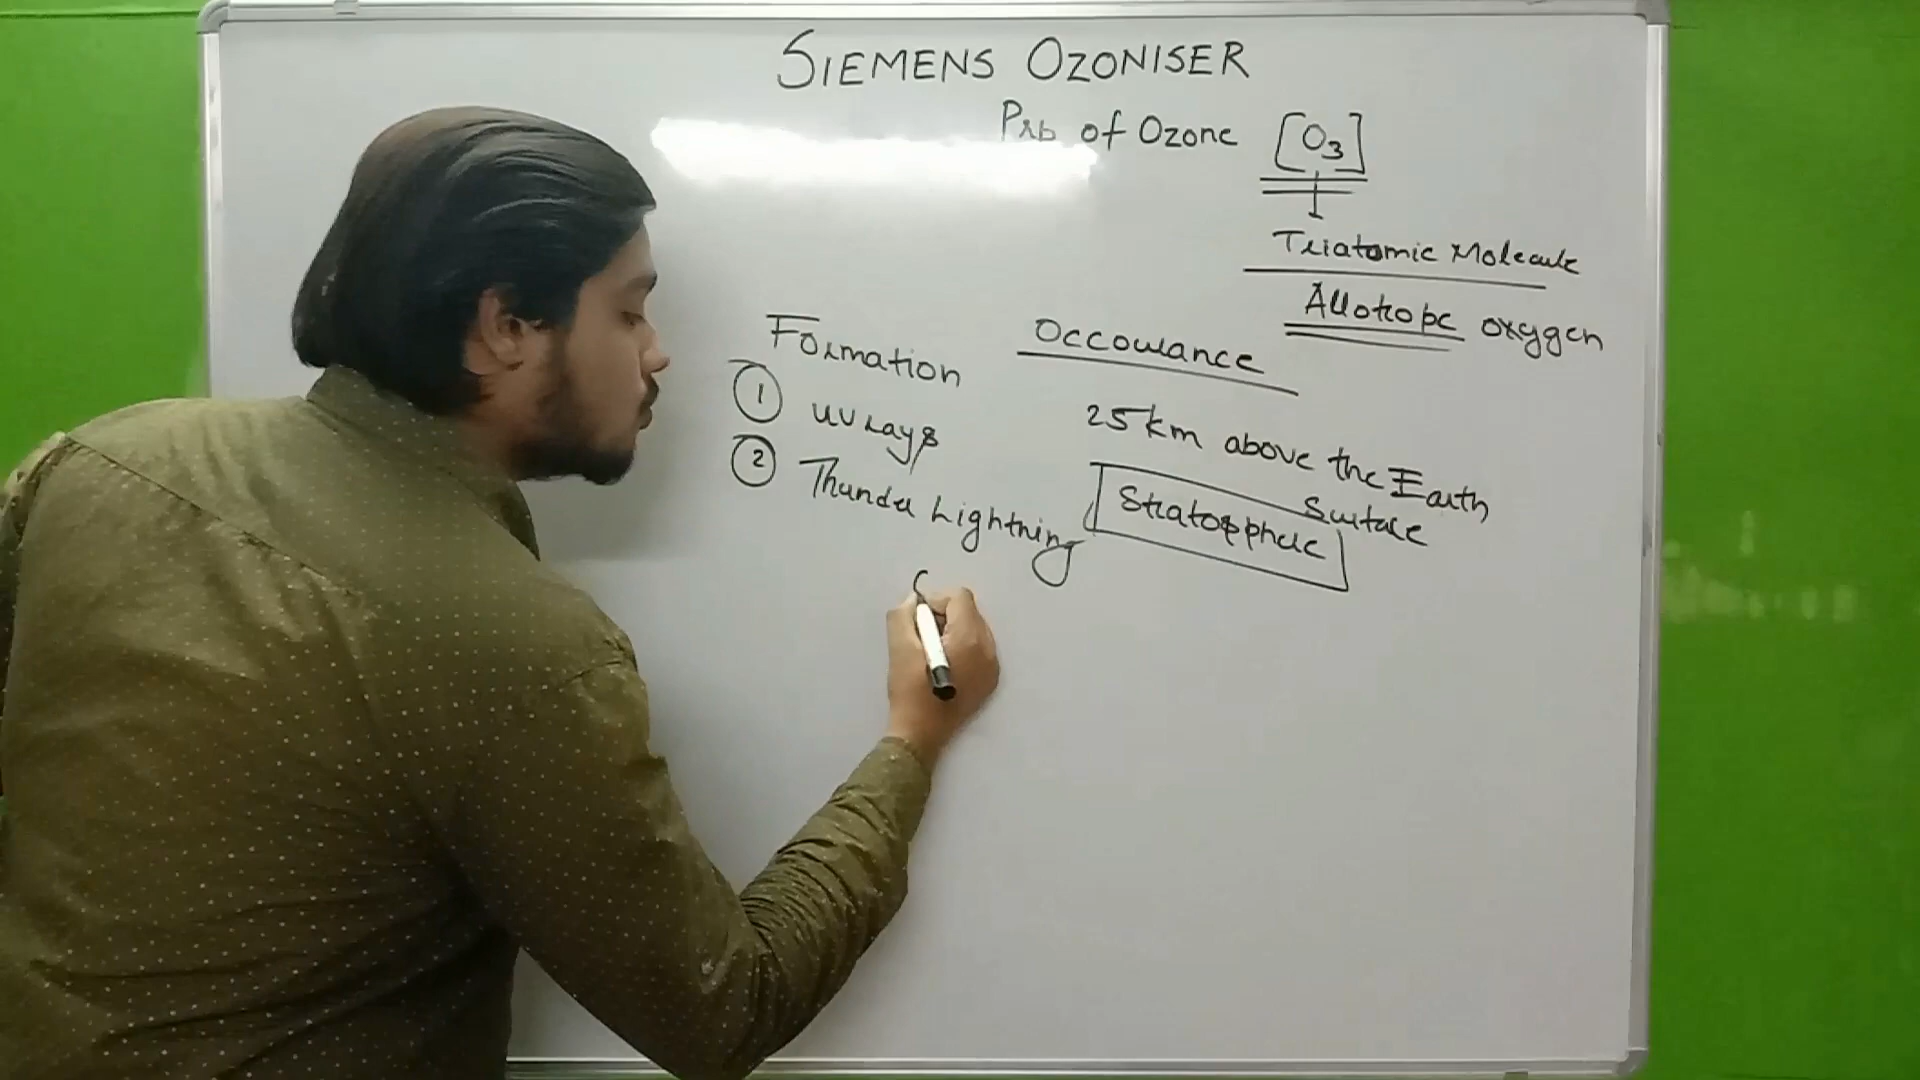 SIEMENS OZONISER
Prb of Ozone [O3]
Triatomic Molecule
Allotrope oxygen
Formation
1 UV rays
2 Thunder Lightning
Occowance
25 km above the Earth
Surface
Stratosphere